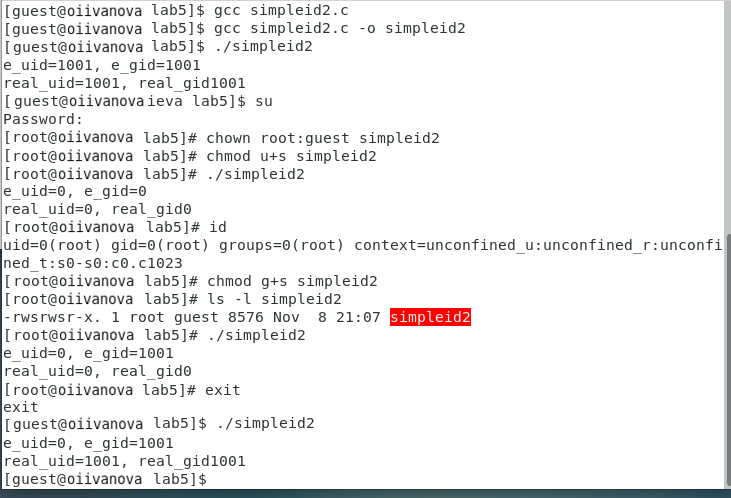 [guest@oiivanova lab5]$ gcc simpleid2.c
[guest@oiivanova lab5]$ gcc simpleid2.c -o simpleid2
[guest@oiivanova lab5]$ ./simpleid2
e_uid=1001, e_gid=1001
real_uid=1001, real_gid1001
[guest@oiivanovaieva lab5]$ su
Password:
[root@oiivanova lab5]# chown root:guest simpleid2
[root@oiivanova lab5]# chmod u+s simpleid2
[root@oiivanova lab5]# ./simpleid2
e_uid=0, e_gid=0
real_uid=0, real_gid0
[root@oiivanova lab5]# id
uid=0(root) gid=0(root) groups=0(root) context=unconfined_u:unconfined_r:unconfi
ned_t:s0-s0:c0.c1023
[root@oiivanova lab5]# chmod g+s simpleid2
[root@oiivanova lab5]# ls -l simpleid2
-rwsrwsr-x. 1 root guest 8576 Nov  8 21:07 simpleid2
[root@oiivanova lab5]# ./simpleid2
e_uid=0, e_gid=1001
real_uid=0, real_gid0
[root@oiivanova lab5]# exit
exit
[guest@oiivanova lab5]$ ./simpleid2
e_uid=0, e_gid=1001
real_uid=1001, real_gid1001
[guest@oiivanova lab5]$